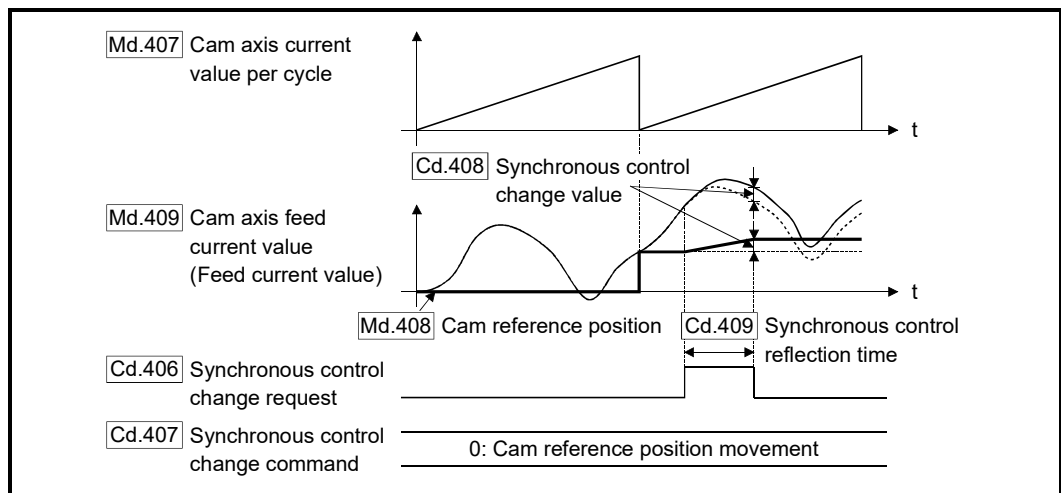 Md.407 Cam axis current
value per cycle
t
Cd.408 Synchronous control
change value
Md.409 Cam axis feed
current value
(Feed current value)
t
Md.408 Cam reference position
Cd.409 Synchronous control
reflection time
Cd.406 Synchronous control
change request
Cd.407 Synchronous control
change command
0: Cam reference position movement